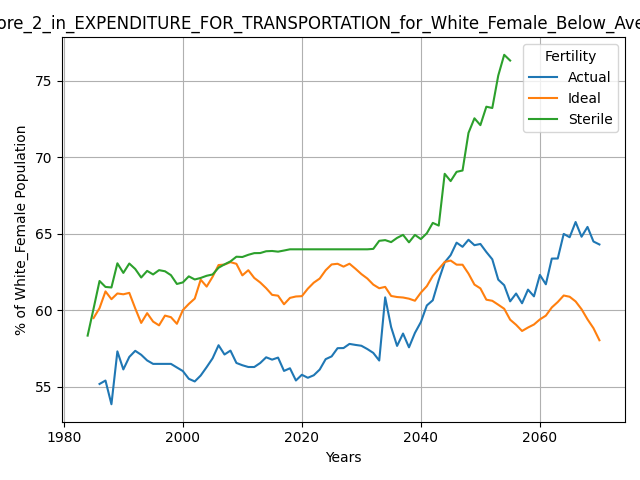 ore_2_in_EXPENDITURE_FOR_TRANSPORTATION_for_White_Female_Below_Ave
Fertility
Actual
Ideal
Sterile
% of White_Female Population
75
70
65
60
55
1980
2000
2020
2040
2060
Years